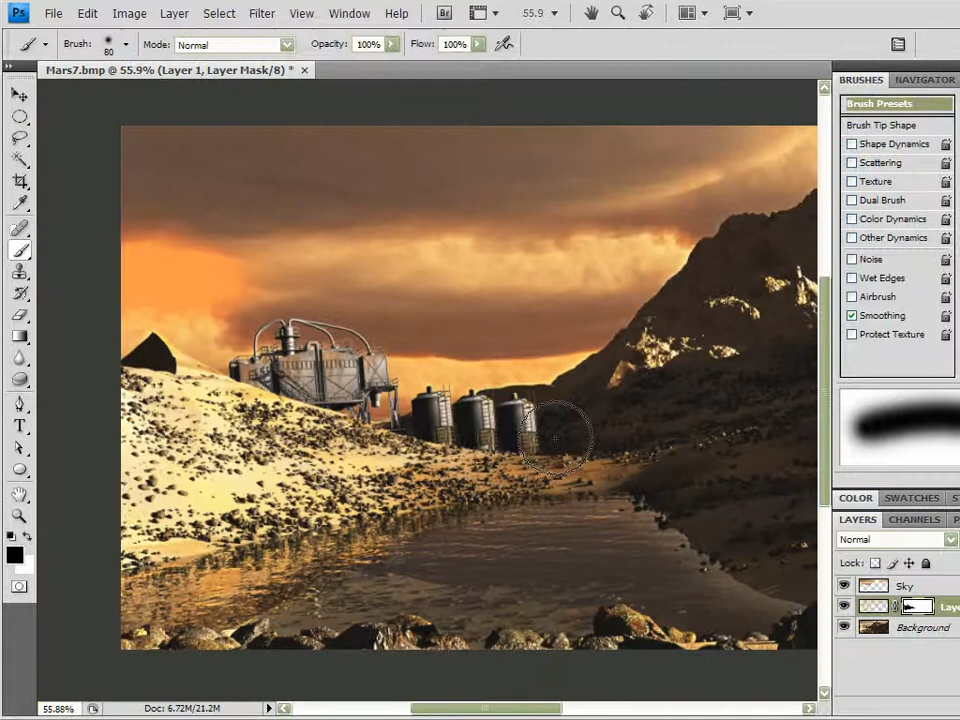 Ps File Edit Image Layer Select Filter View Window Help Br 55.9
Brush: 80 Mode: Normal Opacity: 100% Flow: 100%
Mars7.bmp @ 55.9% (Layer 1, Layer Mask/8) *
BRUSHES NAVIGATOR
Brush Presets
Brush Tip Shape
Shape Dynamics
Scattering
Texture
Dual Brush
Color Dynamics
Other Dynamics
Noise
Wet Edges
Airbrush
Smoothing
Protect Texture
COLOR SWATCHES ST
LAYERS CHANNELS
Normal
Lock:
Sky
Laye
Background
55.88% Doc: 6.72M/21.2M